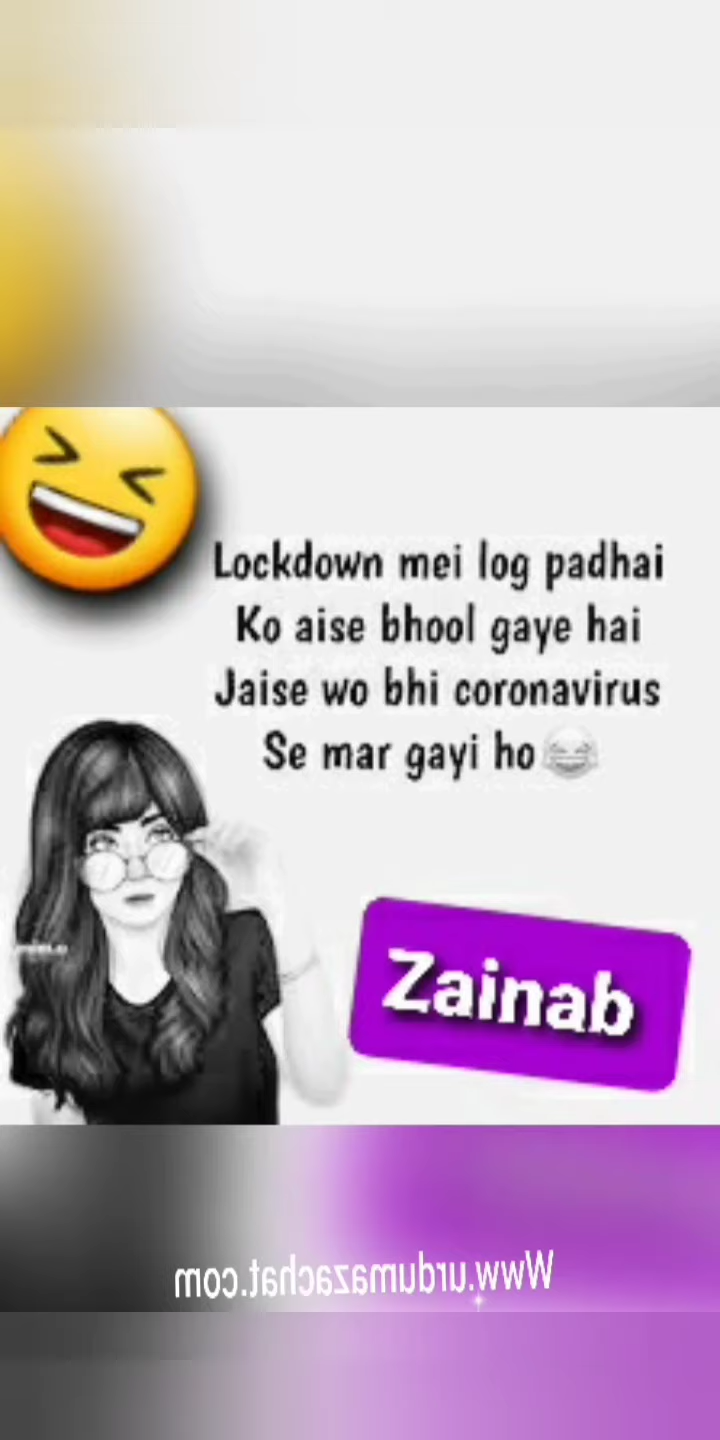 Lockdown mei log padhai
Ko aise bhool gaye hai
Jaise wo bhi coronavirus
Se mar gayi ho😂
Zainab
Www.urdumazachat.com